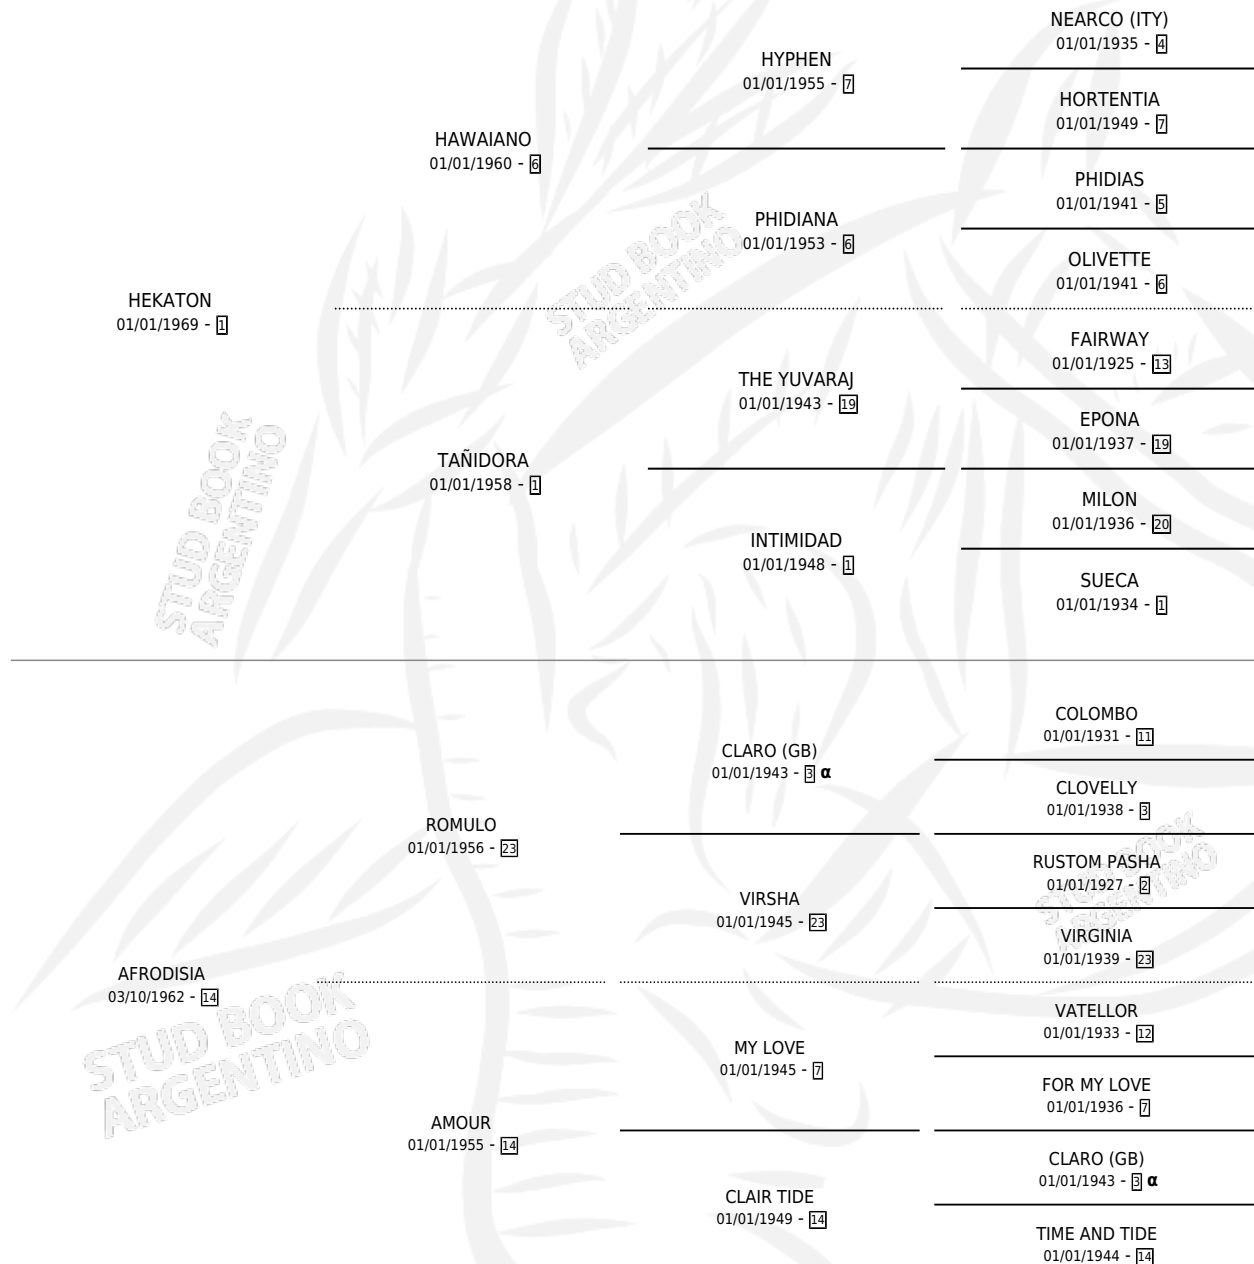 NEARCO (ITY)
01/01/1935 - 4
HYPHEN
01/01/1955 - 7
HORTENTIA
01/01/1949 - 7
HAWAIANO
01/01/1960 - 6
PHIDIAS
01/01/1941 - 5
PHIDIANA
01/01/1953 - 6
OLIVETTE
01/01/1941 - 6
HEKATON
01/01/1969 - 1
FAIRWAY
01/01/1925 - 13
THE YUVARAJ
01/01/1943 - 19
EPONA
01/01/1937 - 19
TAÑIDORA
01/01/1958 - 1
MILON
01/01/1936 - 20
INTIMIDAD
01/01/1948 - 1
SUECA
01/01/1934 - 1
COLOMBO
01/01/1931 - 11
CLARO (GB)
01/01/1943 - 3 α
CLOVELLY
01/01/1938 - 3
ROMULO
01/01/1956 - 23
RUSTOM PASHA
01/01/1927 - 2
VIRSHA
01/01/1945 - 23
VIRGINIA
01/01/1939 - 23
AFRODISIA
03/10/1962 - 14
VATELLOR
01/01/1933 - 12
MY LOVE
01/01/1945 - 7
FOR MY LOVE
01/01/1936 - 7
AMOUR
01/01/1955 - 14
CLARO (GB)
01/01/1943 - 3 α
CLAIR TIDE
01/01/1949 - 14
TIME AND TIDE
01/01/1944 - 14
STUD BOOK
ARGENTINO
STUD BOOK
ARGENTINO
STUD BOOK
ARGENTINO
STUD BOOK
ARGENTINO